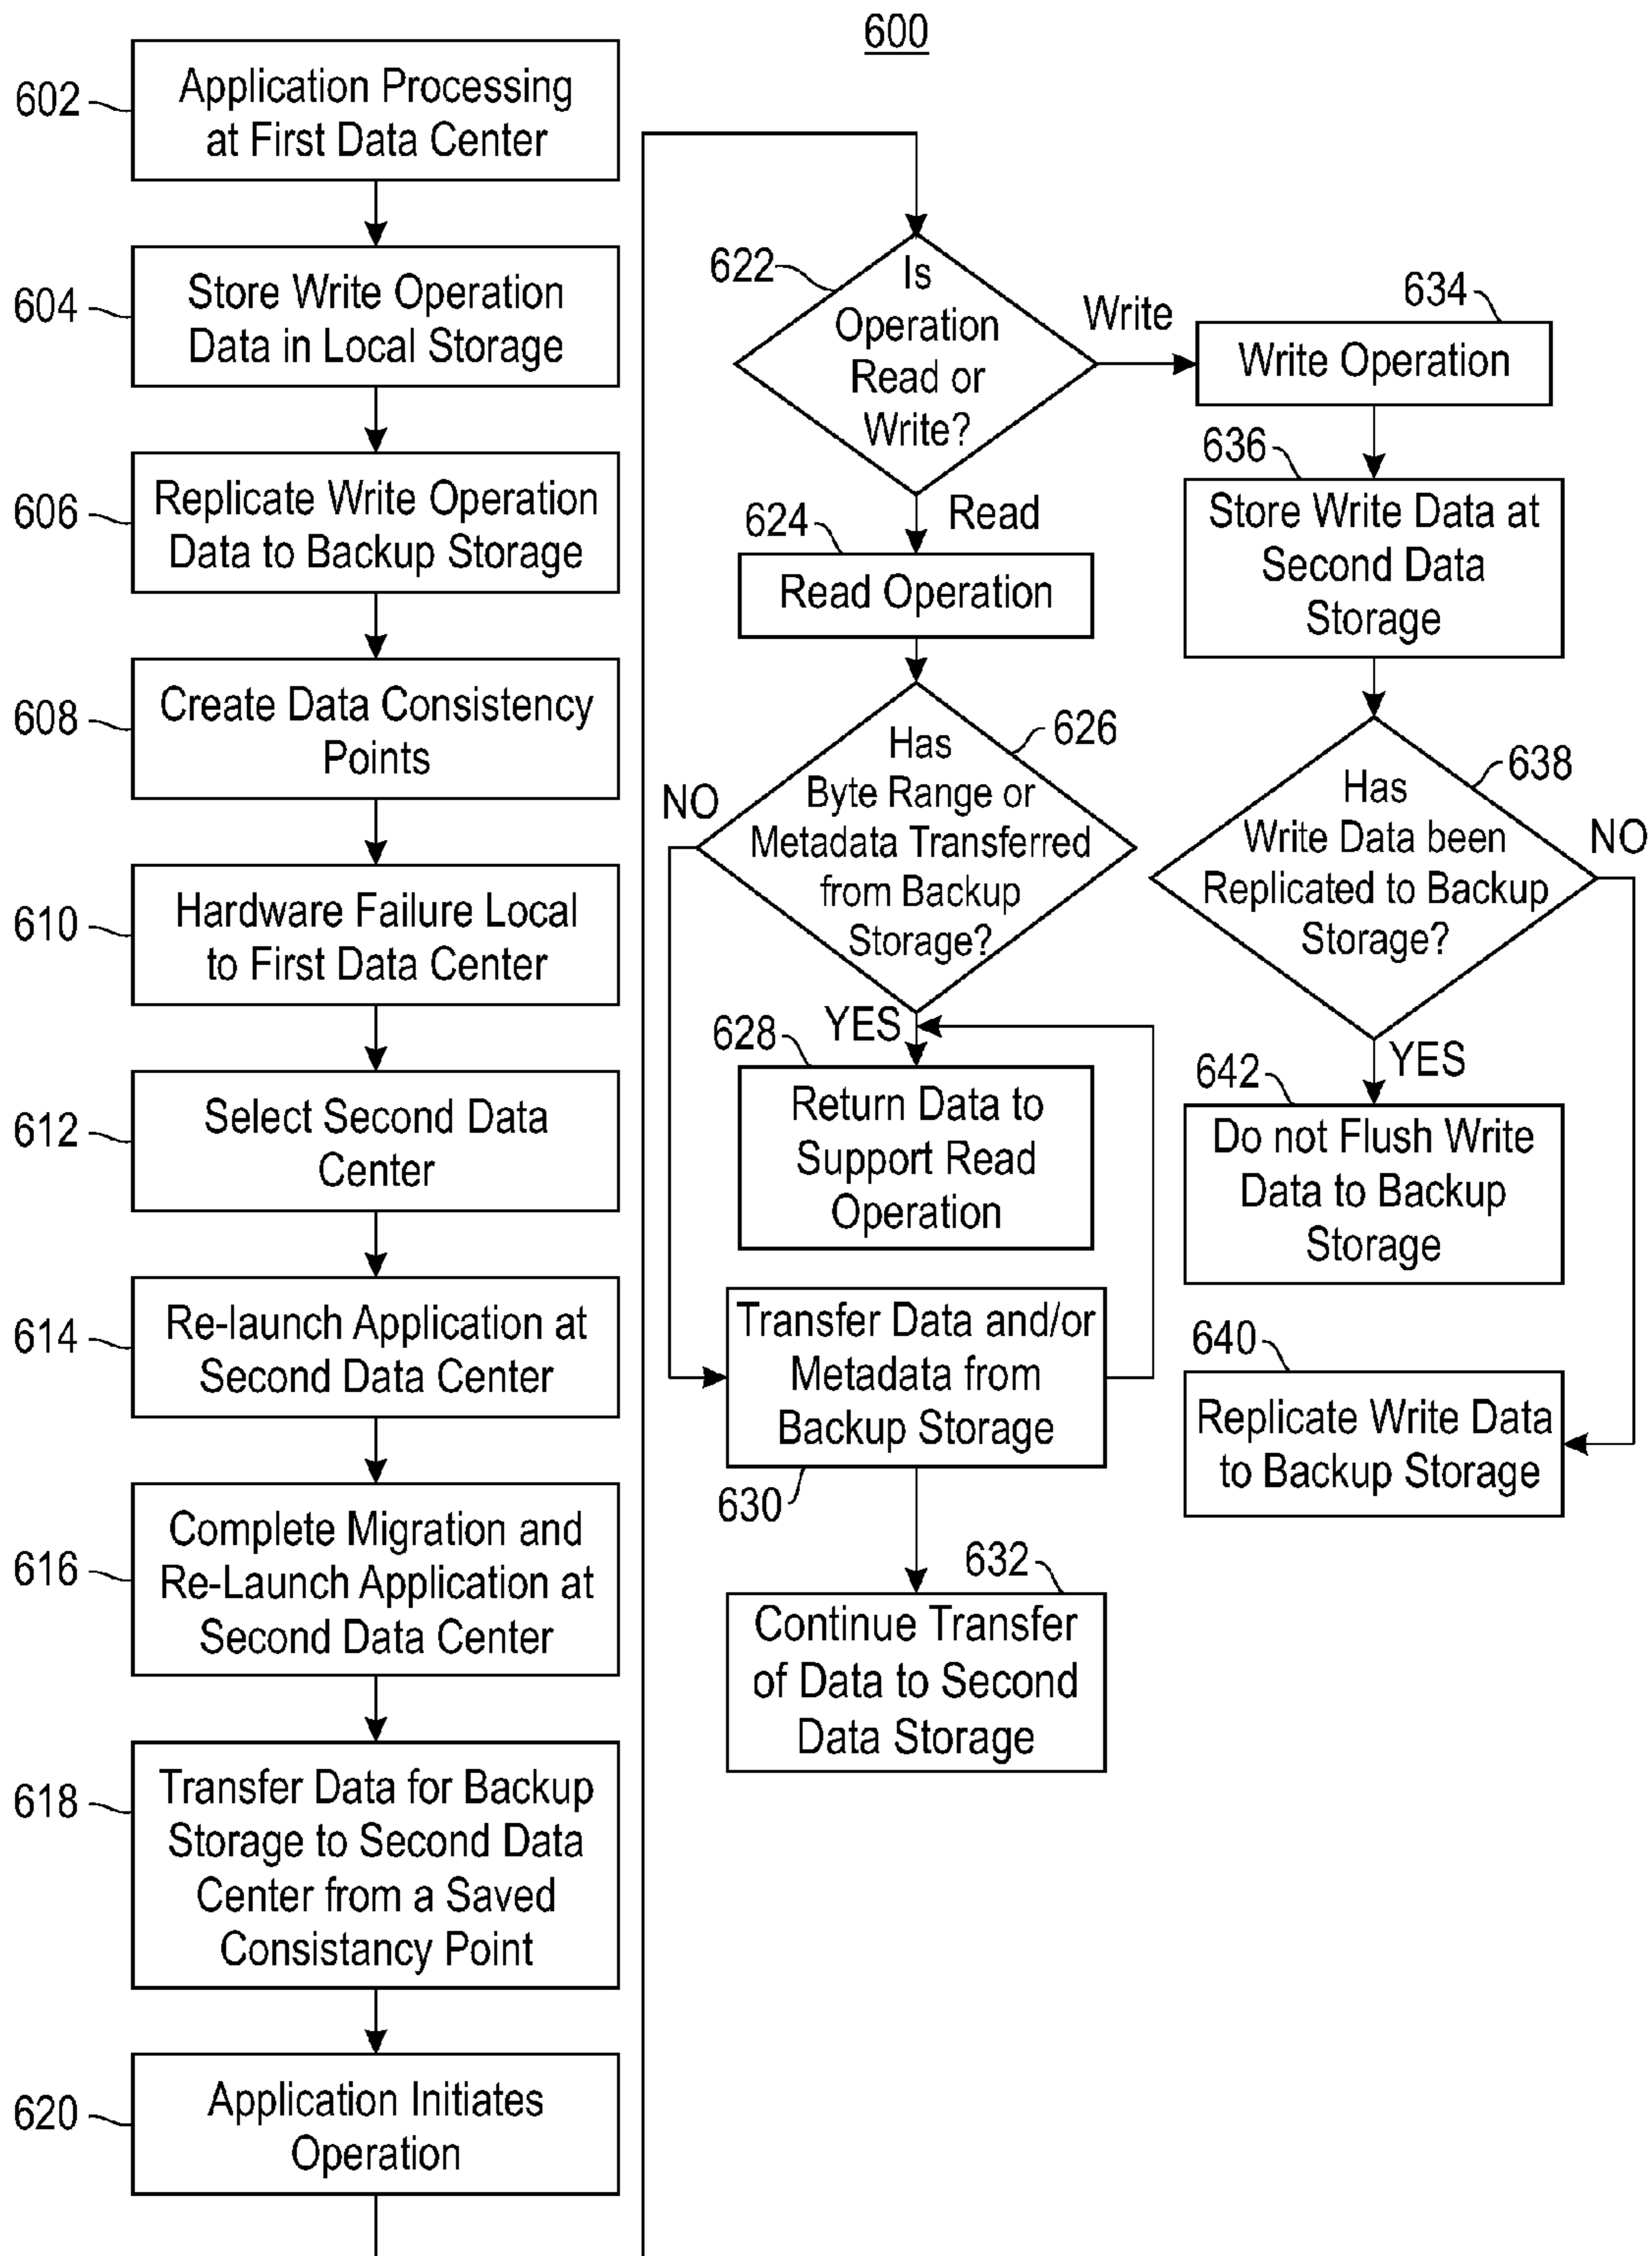 600
602
Application Processing
at First Data Center
604
Store Write Operation
Data in Local Storage
606
Replicate Write Operation
Data to Backup Storage
608
Create Data Consistency
Points
610
Hardware Failure Local
to First Data Center
612
Select Second Data
Center
614
Re-launch Application at
Second Data Center
616
Complete Migration and
Re-Launch Application at
Second Data Center
618
Transfer Data for Backup
Storage to Second Data
Center from a Saved
Consistancy Point
620
Application Initiates
Operation
622
Is
Operation
Read or
Write?
Write
Read
624
Read Operation
626
Has
Byte Range or
Metadata Transferred
from Backup
Storage?
NO
YES
628
Return Data to
Support Read
Operation
Transfer Data and/or
Metadata from
Backup Storage
630
632
Continue Transfer
of Data to Second
Data Storage
634
Write Operation
636
Store Write Data at
Second Data
Storage
638
Has
Write Data been
Replicated to Backup
Storage?
NO
YES
642
Do not Flush Write
Data to Backup
Storage
640
Replicate Write Data
to Backup Storage